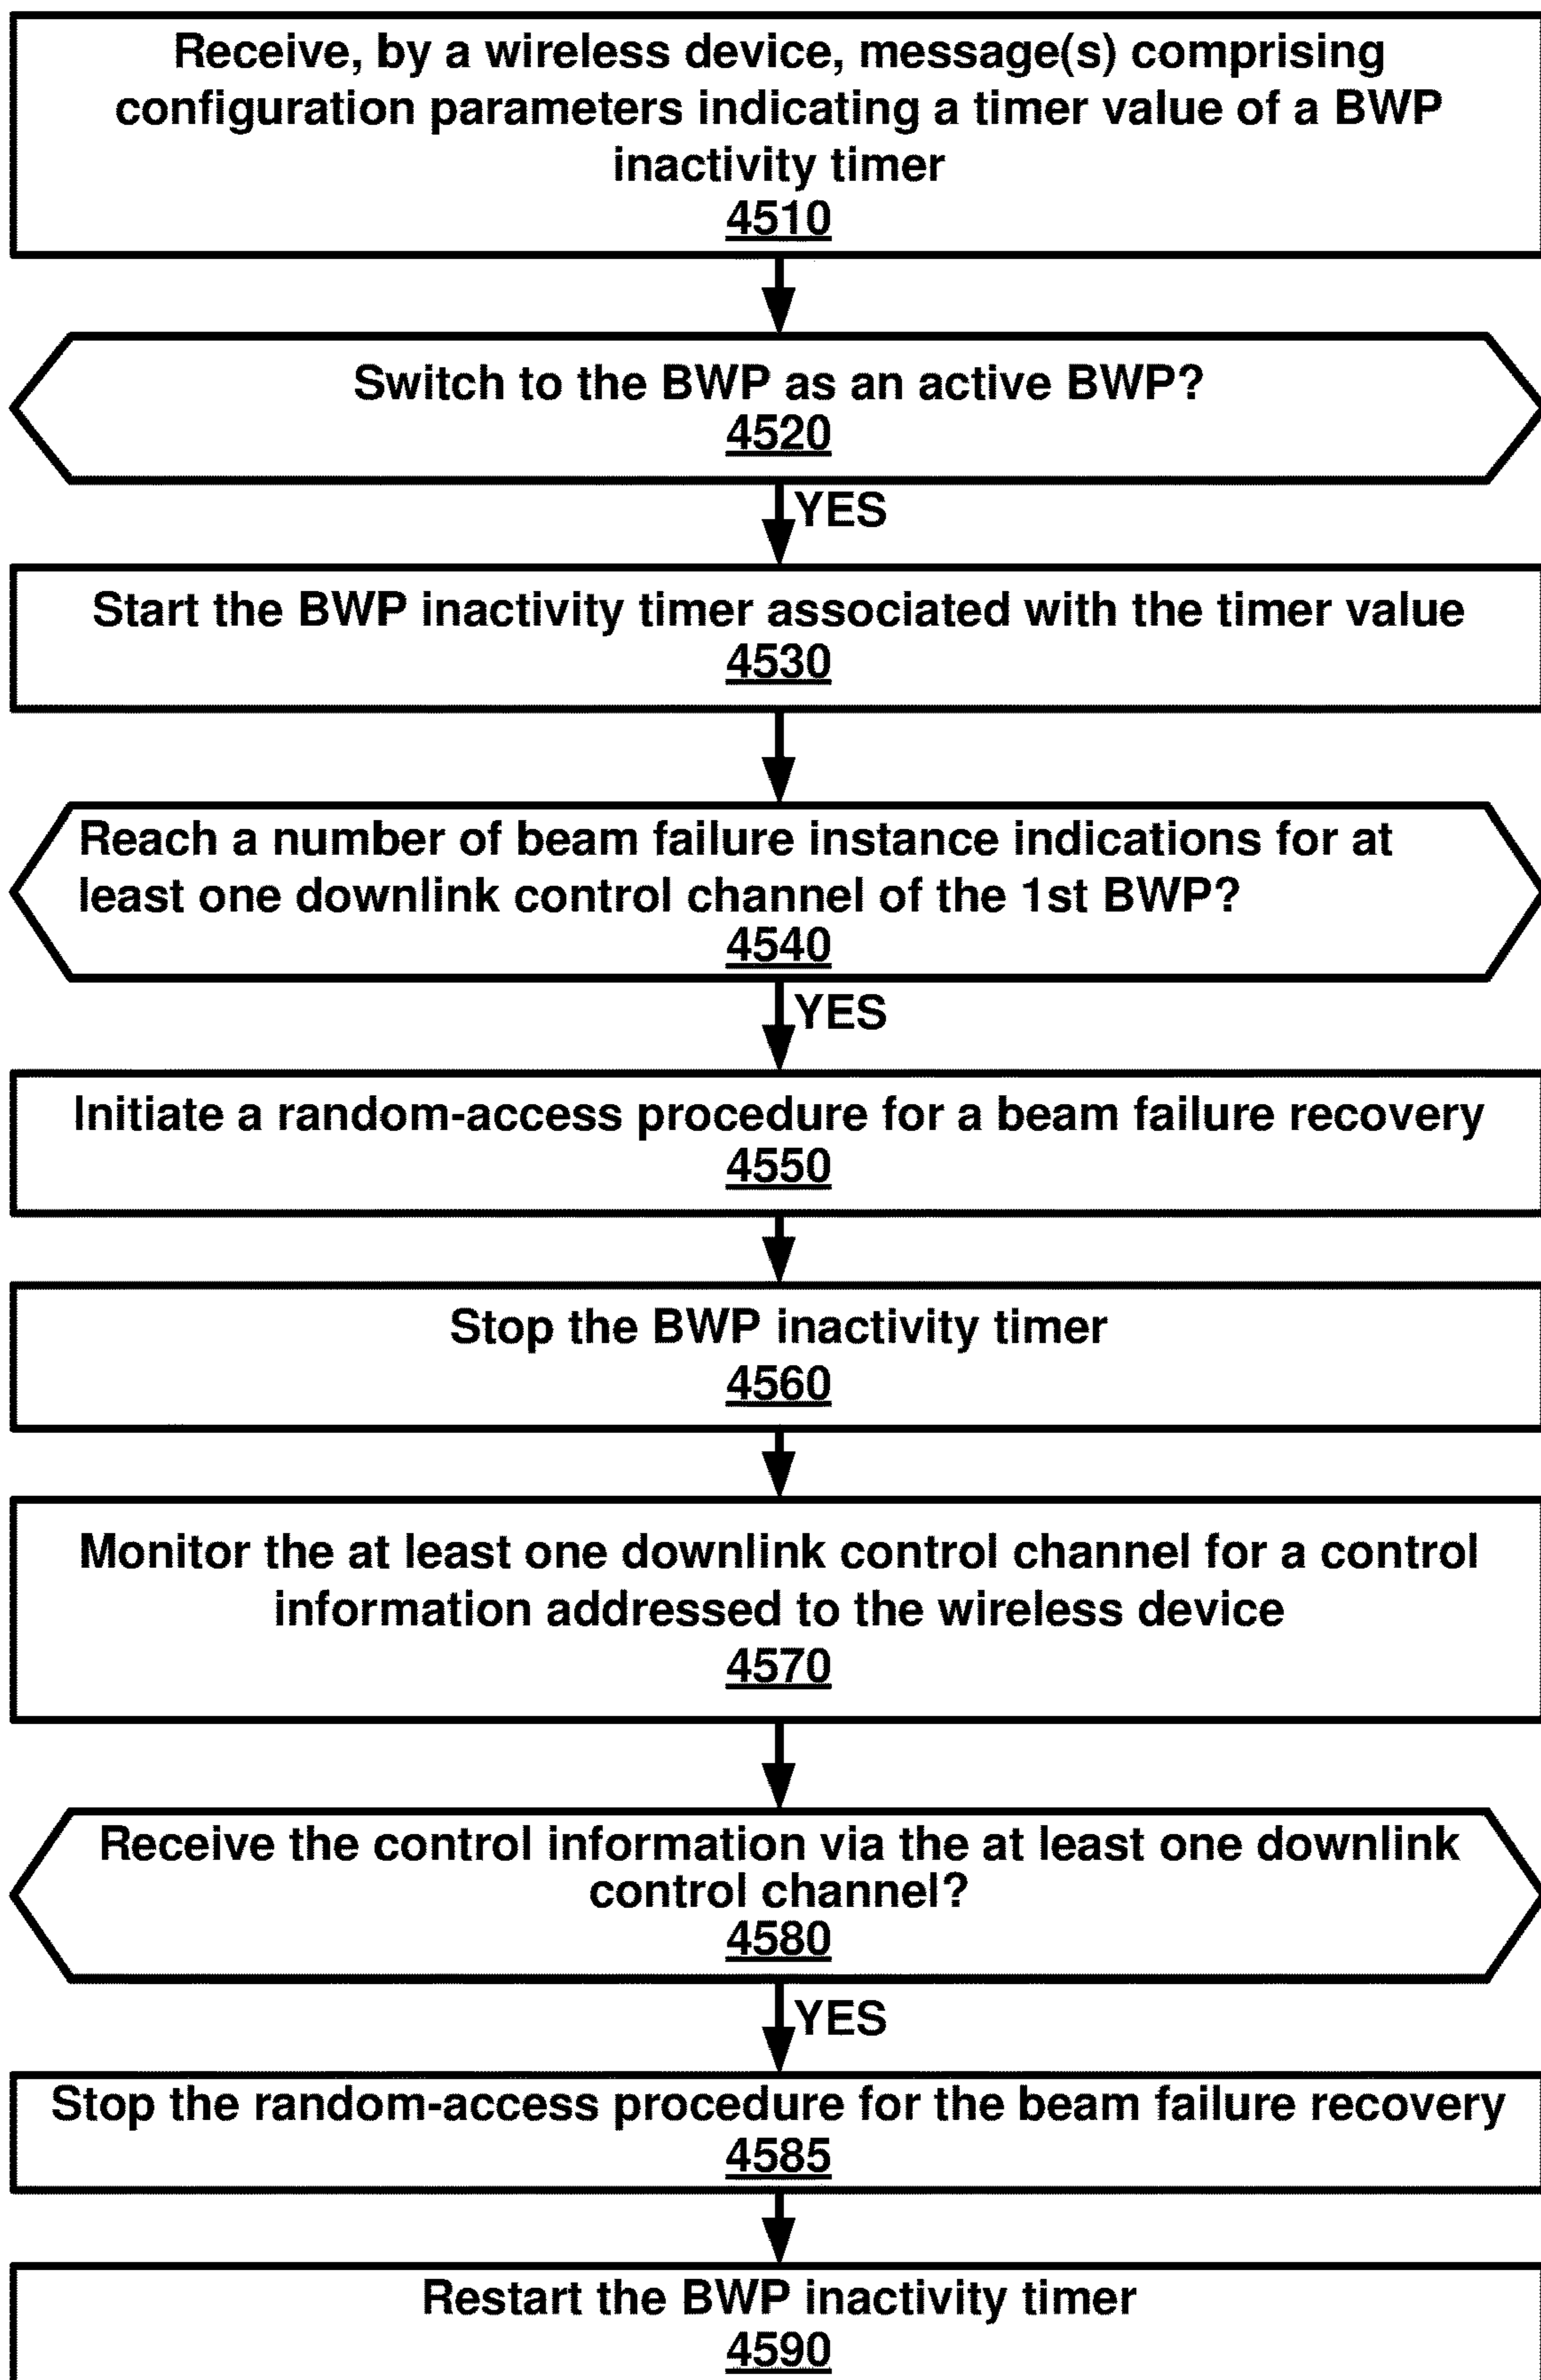 Receive, by a wireless device, message(s) comprising
configuration parameters indicating a timer value of a BWP
inactivity timer
4510
Switch to the BWP as an active BWP?
4520
YES
Start the BWP inactivity timer associated with the timer value
4530
Reach a number of beam failure instance indications for at
least one downlink control channel of the 1st BWP?
4540
YES
Initiate a random-access procedure for a beam failure recovery
4550
Stop the BWP inactivity timer
4560
Monitor the at least one downlink control channel for a control
information addressed to the wireless device
4570
Receive the control information via the at least one downlink
control channel?
4580
YES
Stop the random-access procedure for the beam failure recovery
4585
Restart the BWP inactivity timer
4590